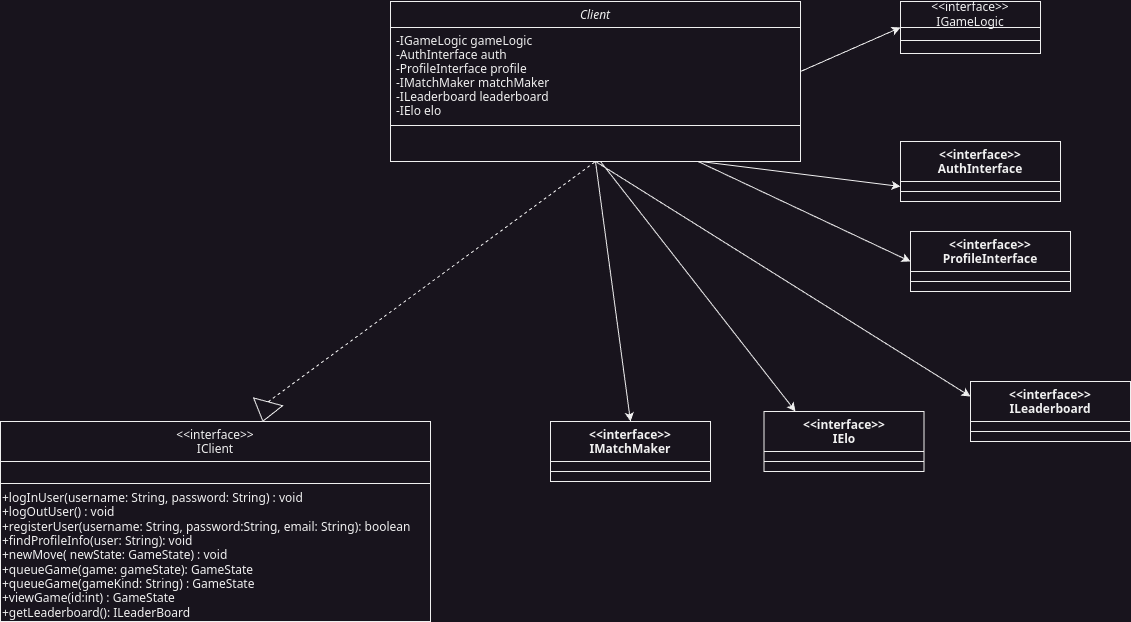 Client
-IGameLogic gameLogic
-AuthInterface auth
-ProfileInterface profile
-IMatchMaker matchMaker
-ILeaderboard leaderboard
-IElo elo
<<interface>>
IGameLogic
<<interface>>
AuthInterface
<<interface>>
ProfileInterface
<<interface>>
ILeaderboard
<<interface>>
IElo
<<interface>>
IMatchMaker
<<interface>>
IClient
+logInUser(username: String, password: String) : void
+logOutUser() : void
+registerUser(username: String, password:String, email: String): boolean
+findProfileInfo(user: String): void
+newMove( newState: GameState) : void
+queueGame(game: gameState): GameState
+queueGame(gameKind: String) : GameState
+viewGame(id:int) : GameState
+getLeaderboard(): ILeaderBoard